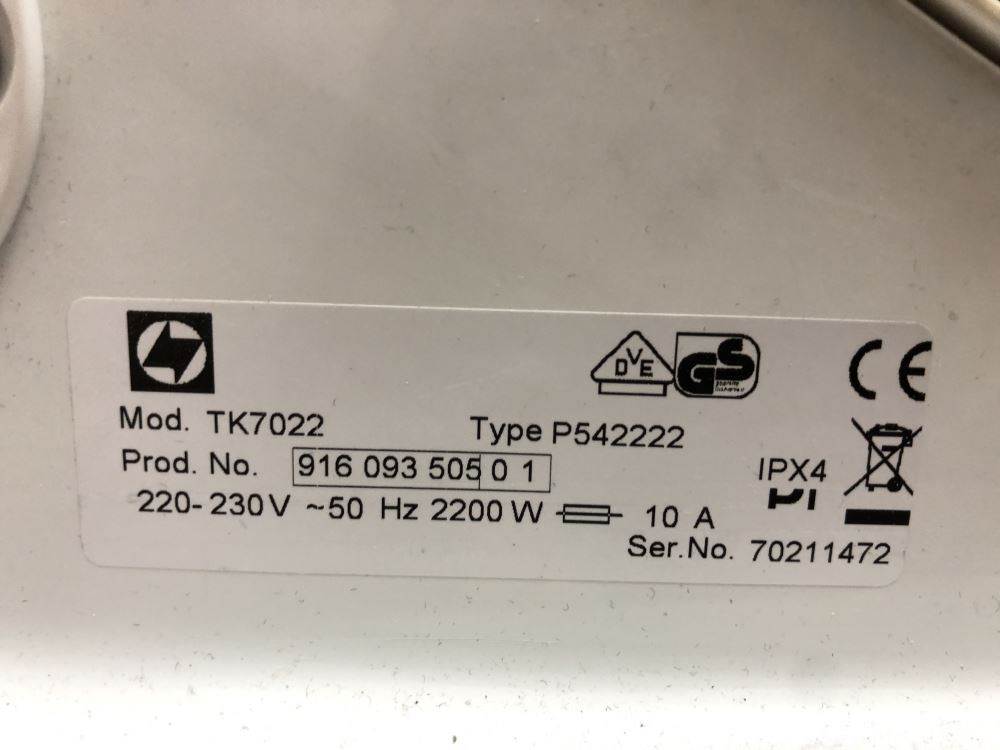 DVE
GS
CE
Mod. TK7022 Type P542222
Prod. No. 916 093 505 0 1
IPX4
220-230V ~50 Hz 2200 W 10 A
Ser.No. 70211472